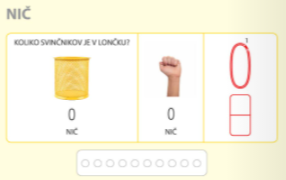 NIČ
KOLIKO SVINČNIKOV JE V LONČKU?
1
0
0
0
NIČ
NIČ